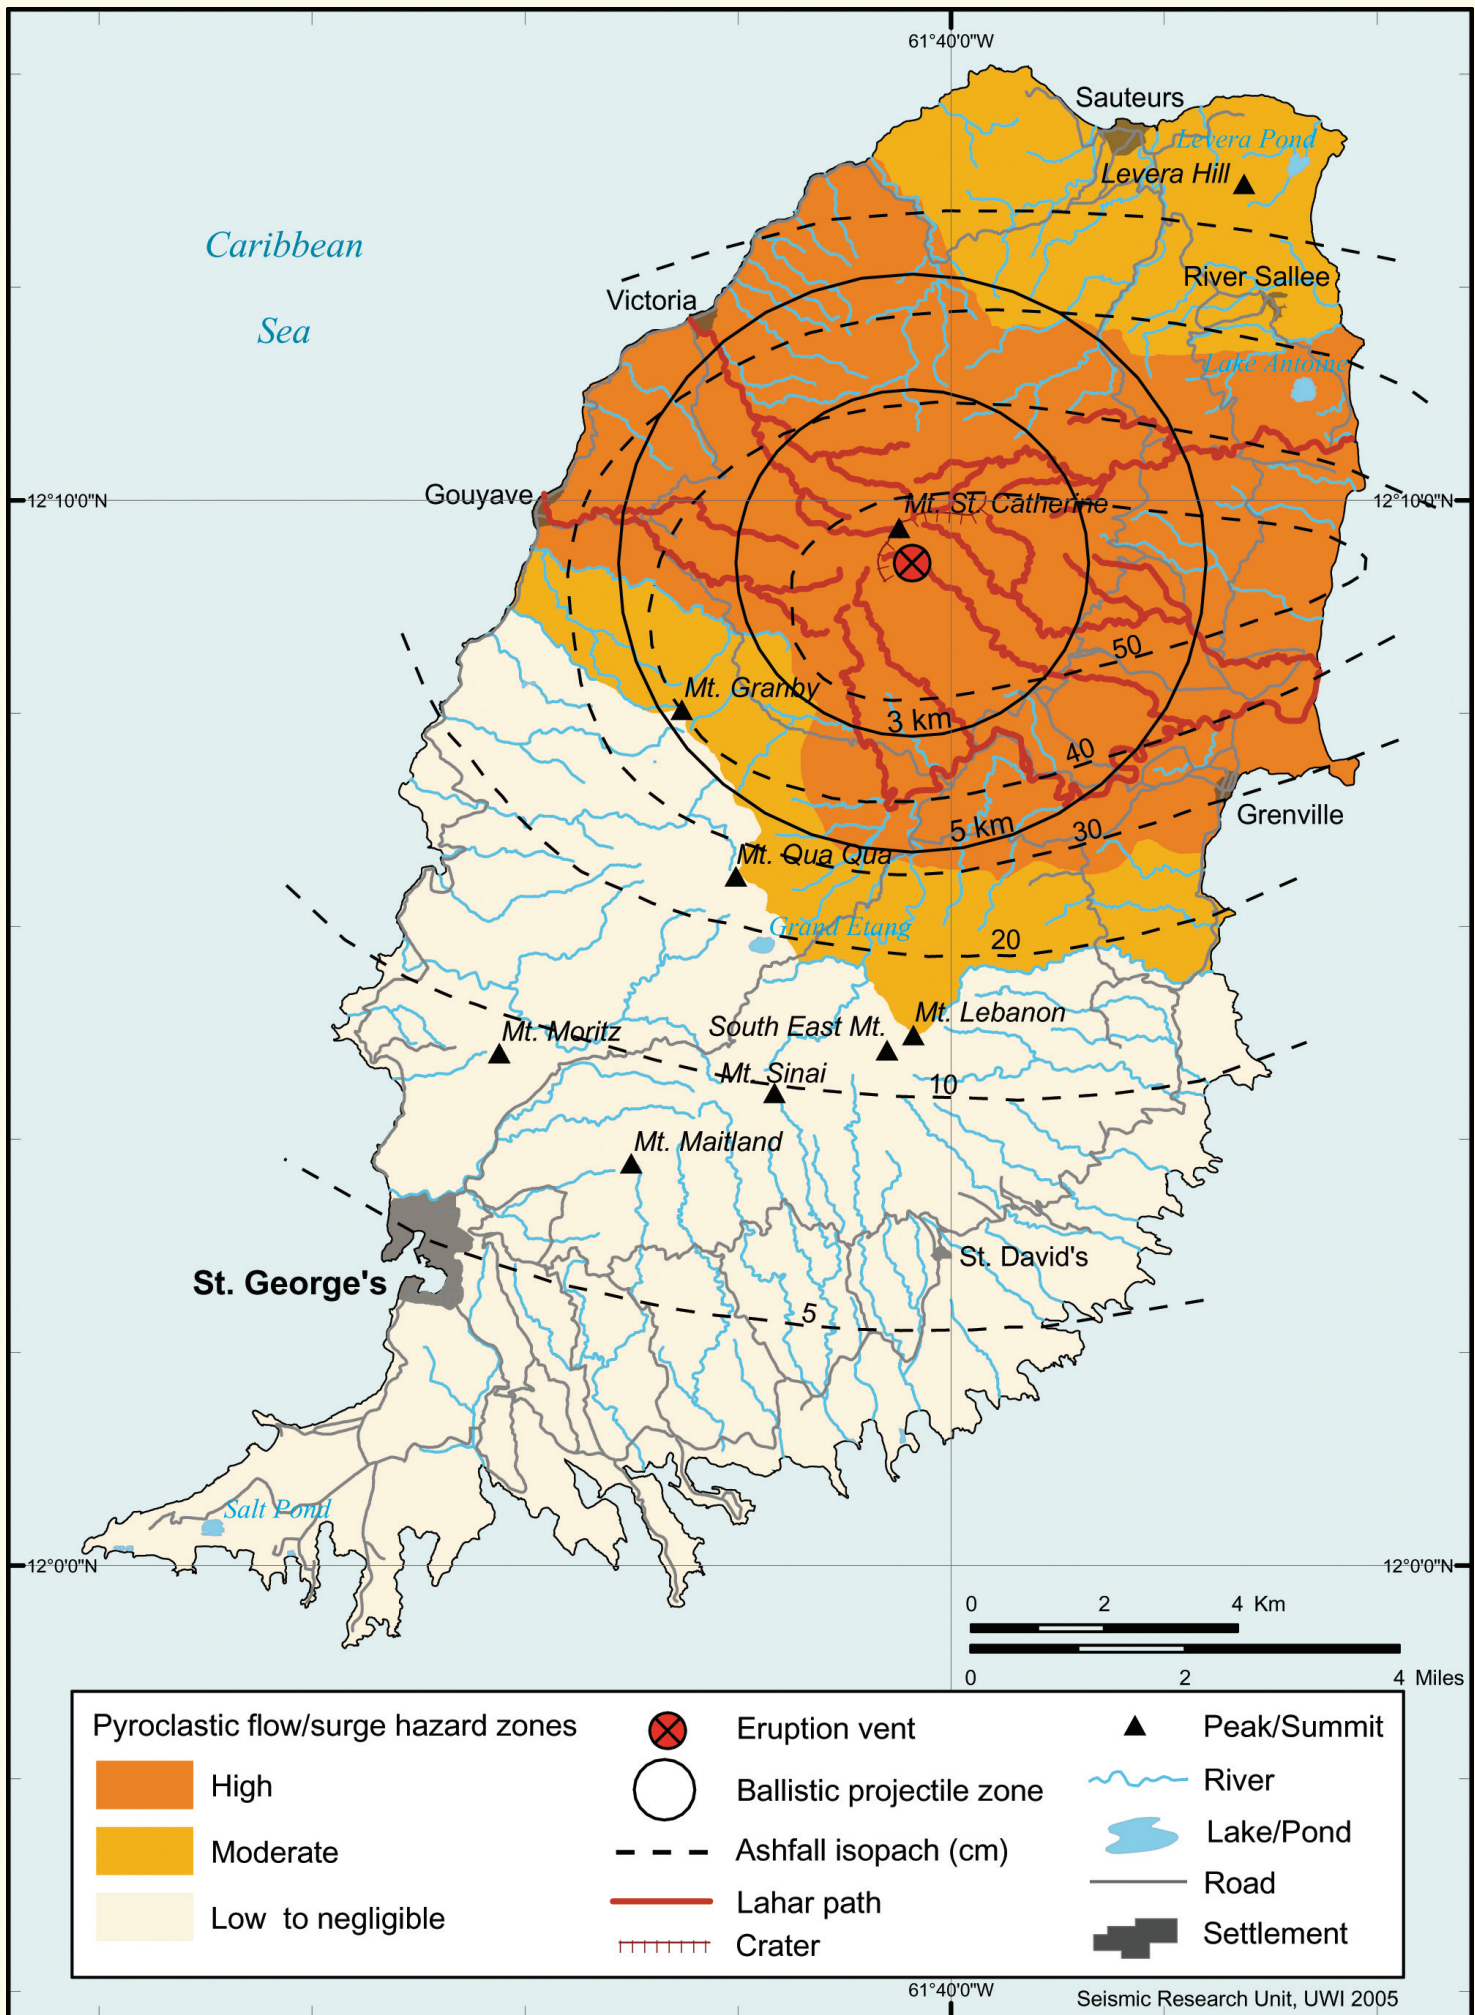 61°40'0"W
Sauteurs
Levera Pond
Levera Hill
Caribbean
Sea
River Sallee
Victoria
Lake Antoine
Gouyave
12°10'0"N
12°10'0"N
Mt. St. Catherine
50
Mt. Granby
3 km
40
5 km
30
Grenville
Mt. Qua Qua
Grand Etang
20
Mt. Lebanon
South East Mt.
Mt. Moritz
Mt. Sinai
10
Mt. Maitland
St. David's
St. George's
5
Salt Pond
12°0'0"N
12°0'0"N
0 2 4 Km
0 2 4 Miles
Pyroclastic flow/surge hazard zones
High
Moderate
Low to negligible
Eruption vent
Ballistic projectile zone
Ashfall isopach (cm)
Lahar path
Crater
Peak/Summit
River
Lake/Pond
Road
Settlement
61°40'0"W
Seismic Research Unit, UWI 2005